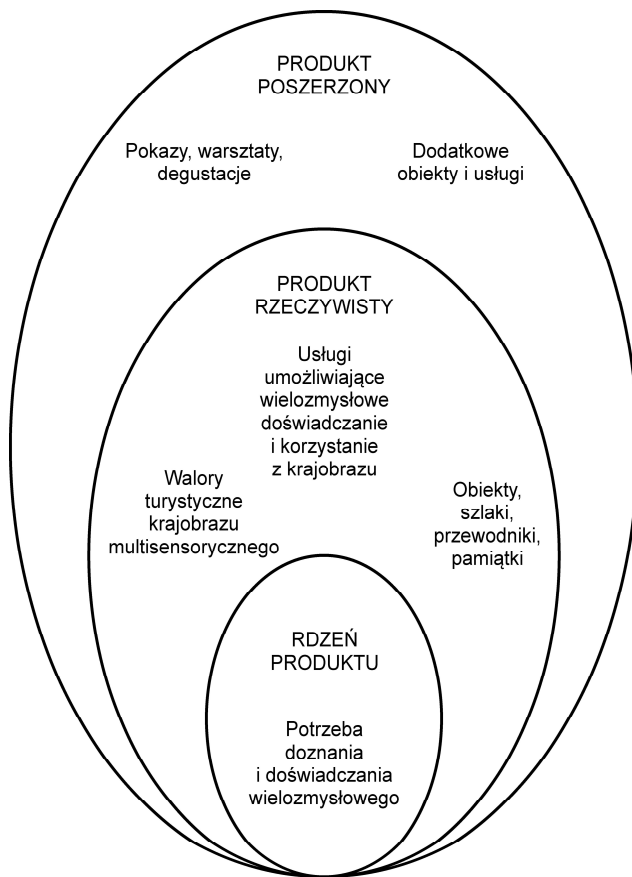 PRODUKT
POSZERZONY
Pokazy, warsztaty,
degustacje
Dodatkowe
obiekty i usługi
PRODUKT
RZECZYWISTY
Usługi
umożliwiające
wielozmysłowe
doświadczanie
i korzystanie
z krajobrazu
Walory
turystyczne
krajobrazu
multisensorycznego
Obiekty,
szlaki,
przewodniki,
pamiątki
RDZEŃ
PRODUKTU
Potrzeba
doznania
i doświadczania
wielozmysłowego